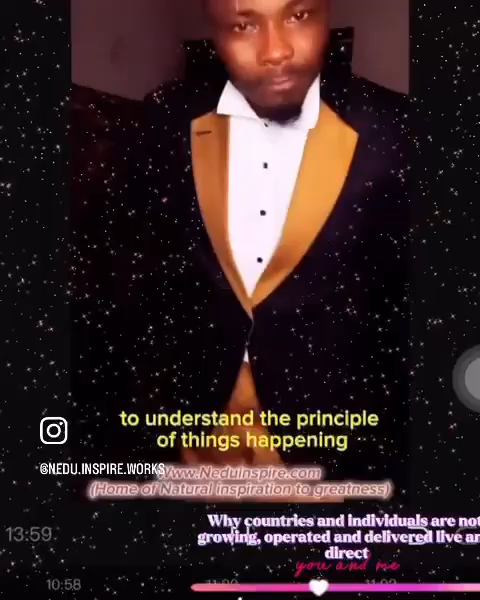 to understand the principle
of things happening
@NEDU.INSPIRE.WORKS
Www.NeduInspire.com
(Home of Natural inspiration to greatness)
13:59
Why countries and individuals are not
growing, operated and delivered live an
direct
you and me
10:58